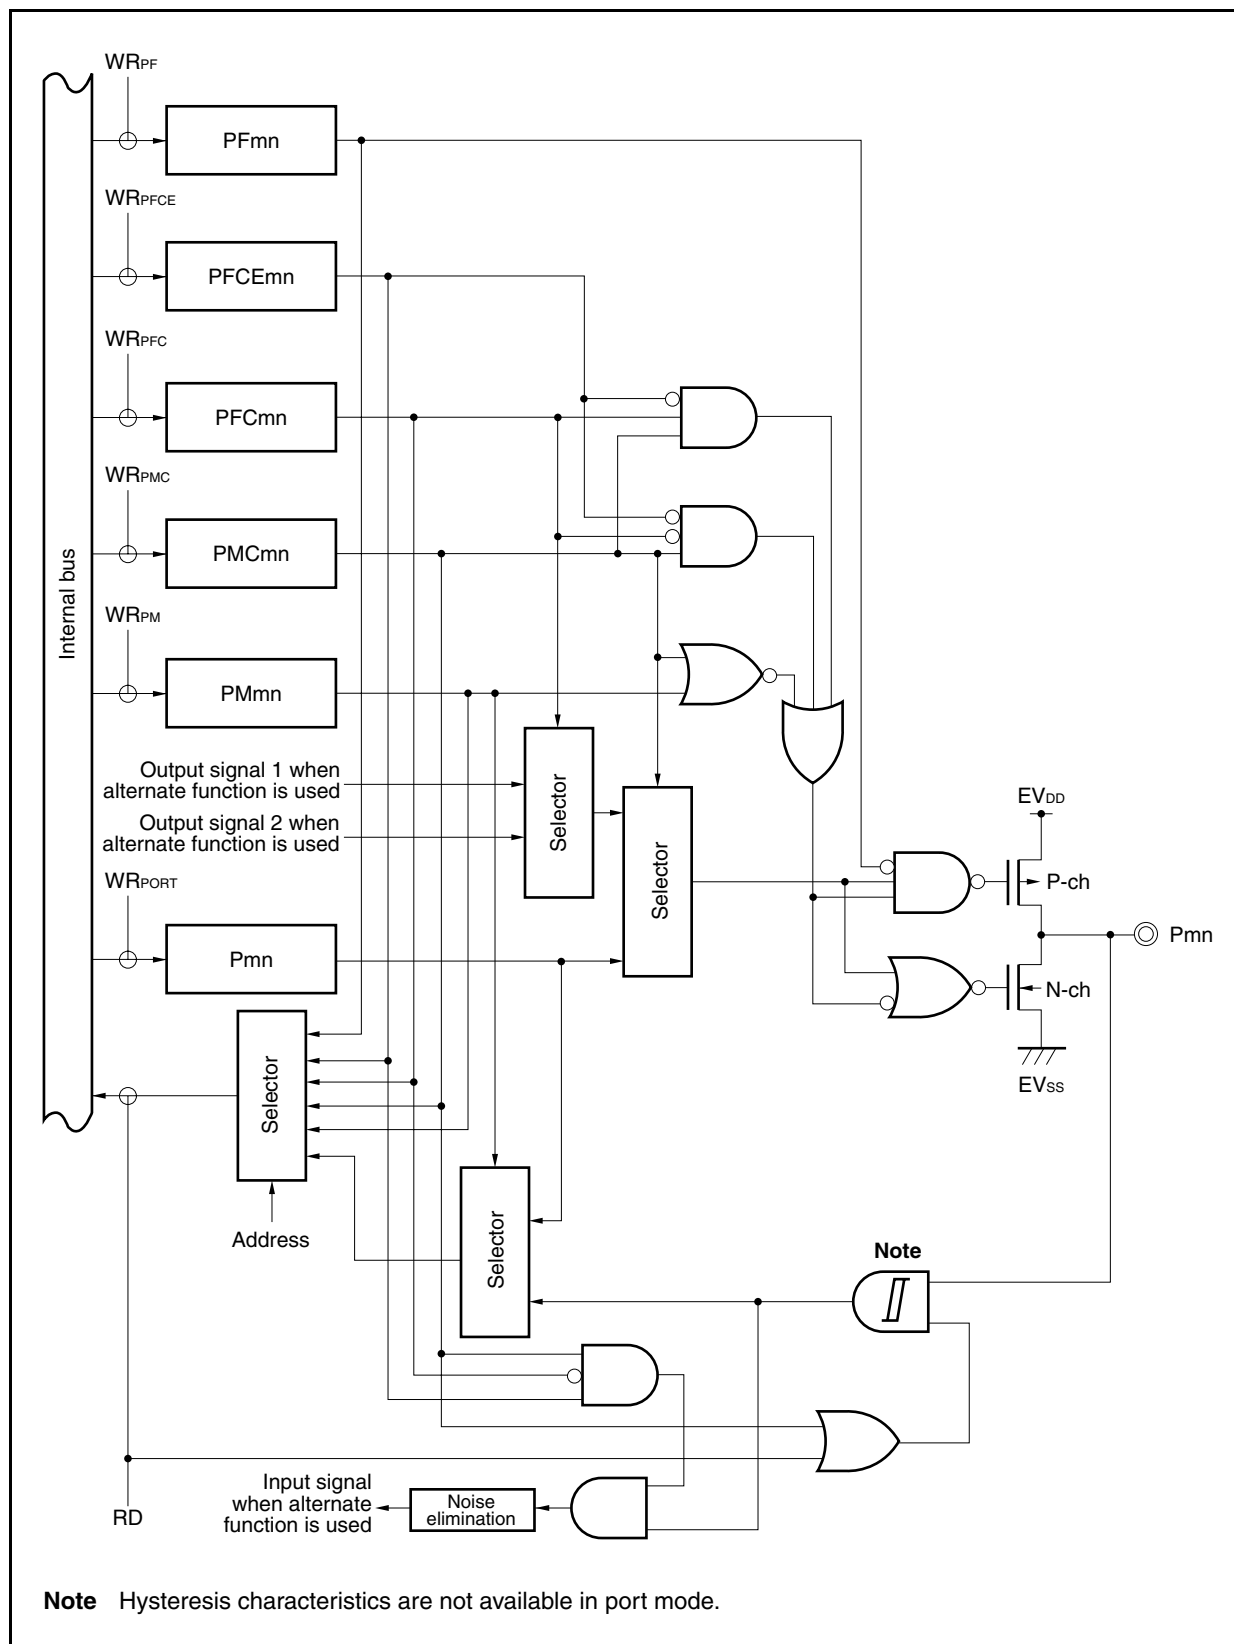 WRPF
PFmn
WRPFCE
PFCEmn
WRPFC
PFCmn
WRPMC
PMCmn
Internal bus
WRPM
PMmn
Output signal 1 when
alternate function is used
Output signal 2 when
alternate function is used
Selector
Selector
EVDD
P-ch
WRPORT
Pmn
Pmn
N-ch
EVSS
Selector
Address
Selector
Note
Input signal
when alternate
function is used
Noise
elimination
RD
Note Hysteresis characteristics are not available in port mode.